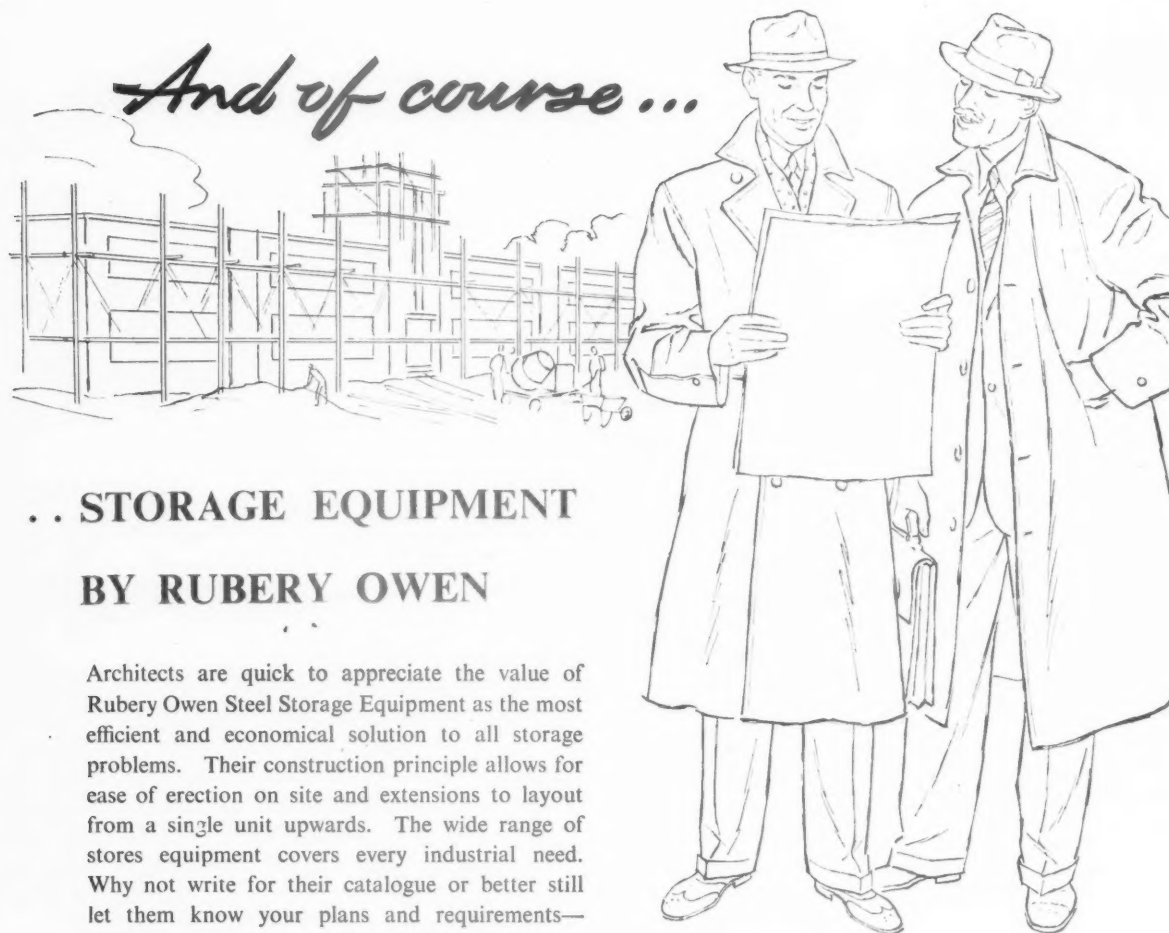 And of course...
.. STORAGE EQUIPMENT
BY RUBERY OWEN
Architects are quick to appreciate the value of
Rubery Owen Steel Storage Equipment as the most
efficient and economical solution to all storage
problems. Their construction principle allows for
ease of erection on site and extensions to layout
from a single unit upwards. The wide range of
stores equipment covers every industrial need.
Why not write for their catalogue or better still
let them know your plans and requirements—